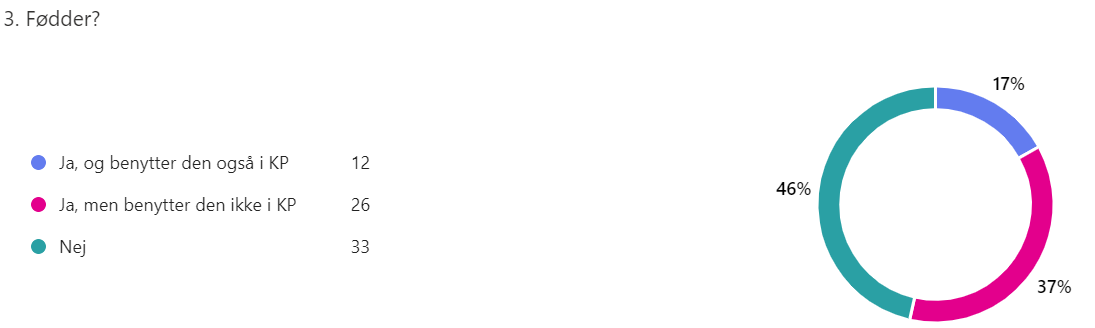 3. Fødder?
Ja, og benytter den også i KP 12
Ja, men benytter den ikke i KP 26
Nej 33
17%
46%
37%